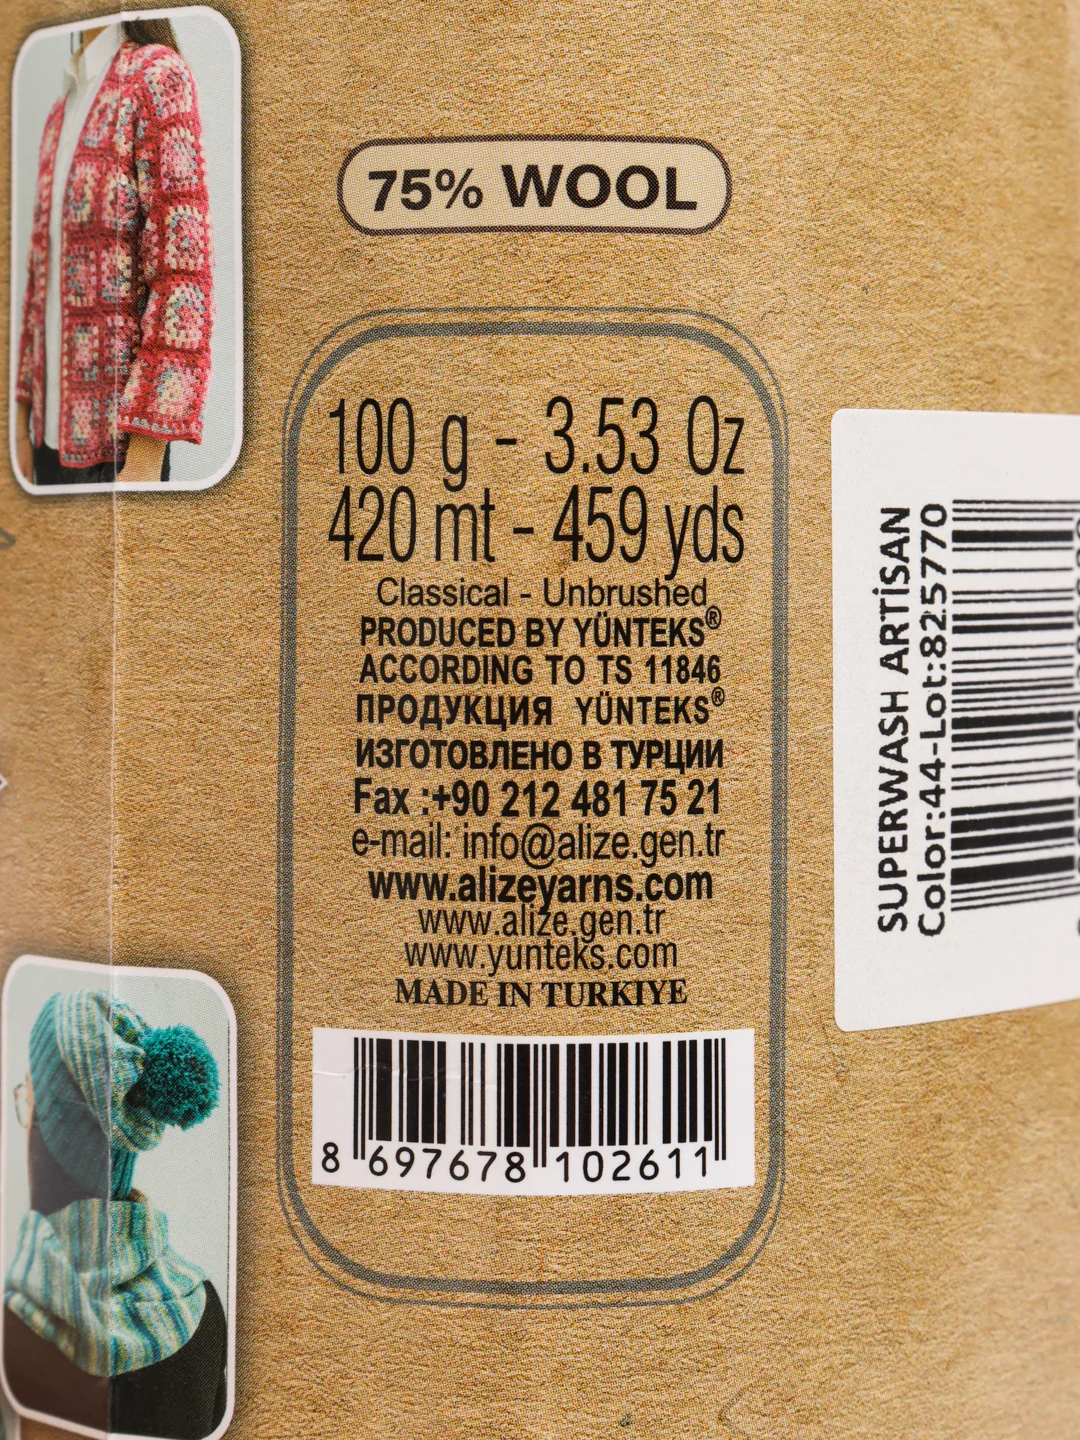 75% WOOL
100 g - 3.53 Oz
420 mt - 459 yds
Classical - Unbrushed
PRODUCED BY YÜNTEKS®
ACCORDING TO TS 11846
ПРОДУКЦИЯ YÜNTEKS®
ИЗГОТОВЛЕНО В ТУРЦИИ
Fax :+90 212 481 75 21
e-mail: info@alize.gen.tr
www.alizeyarns.com
www.alize.gen.tr
www.yunteks.com
MADE IN TURKIYE
8 697678 102611
SUPERWASH ARTİSAN
Color:44-Lot:825770